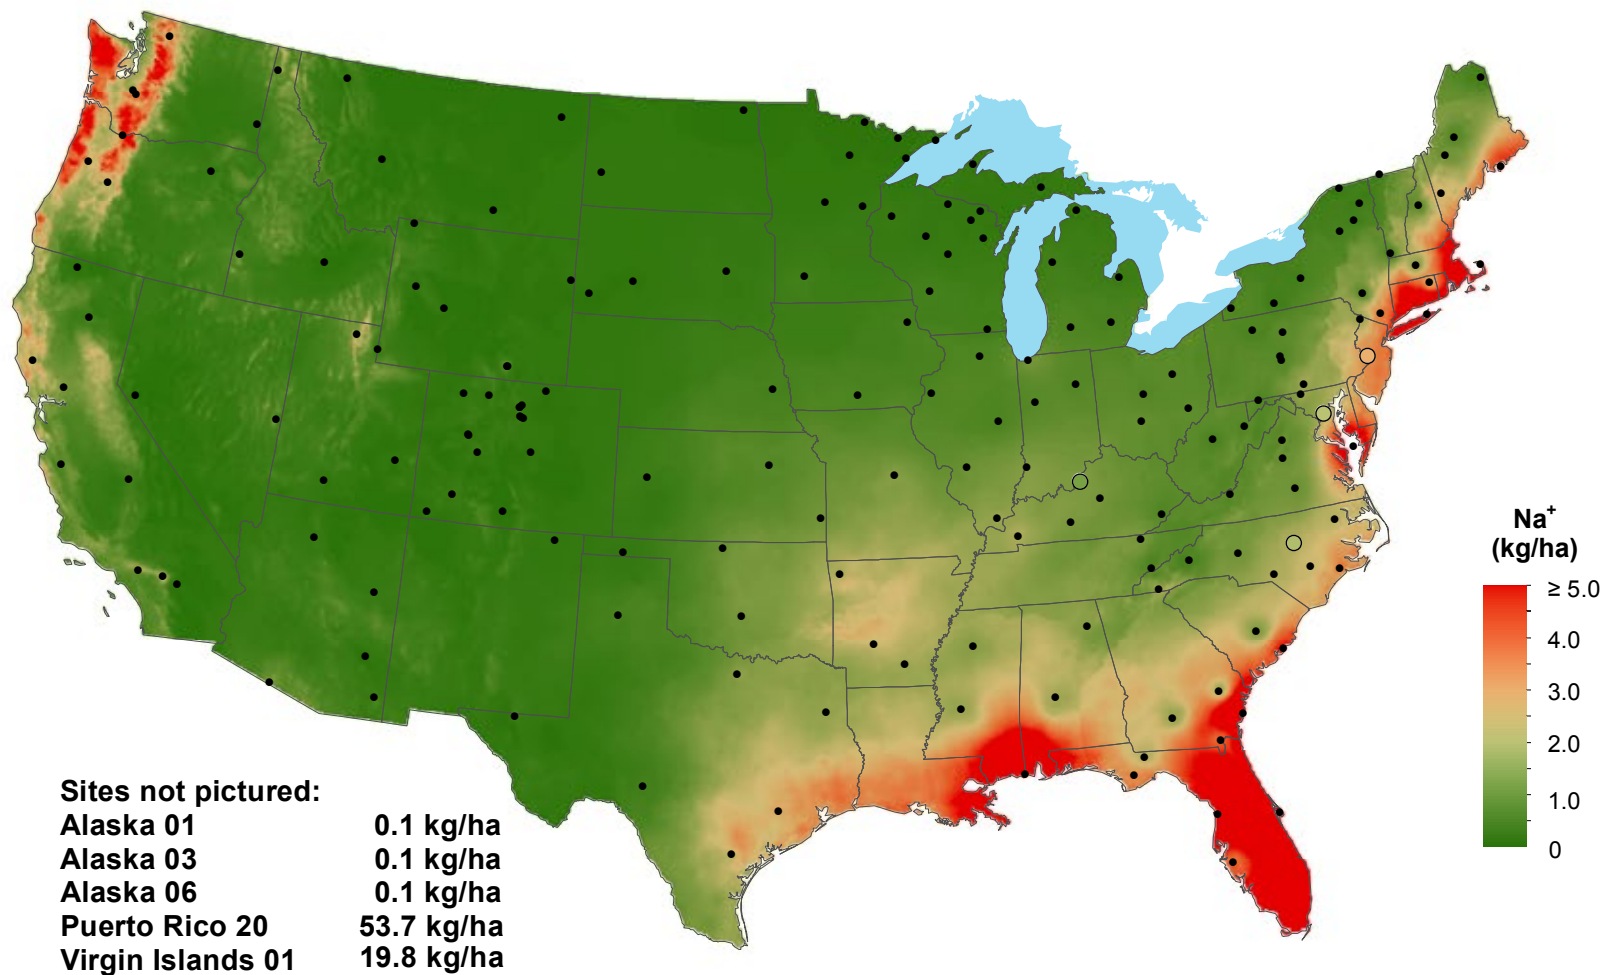 Na+
(kg/ha)
≥ 5.0
4.0
3.0
2.0
1.0
0
Sites not pictured:
Alaska 01 0.1 kg/ha
Alaska 03 0.1 kg/ha
Alaska 06 0.1 kg/ha
Puerto Rico 20 53.7 kg/ha
Virgin Islands 01 19.8 kg/ha